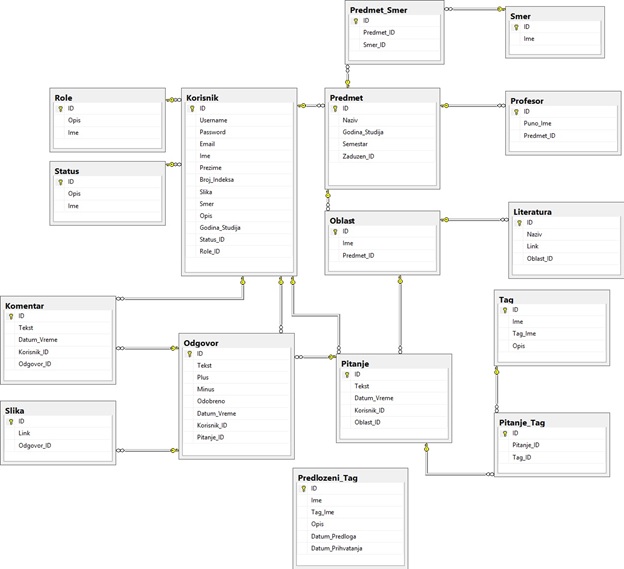 Predmet_Smer
ID
Predmet_ID
Smer_ID
Smer
ID
Ime
Role
ID
Opis
Ime
Korisnik
ID
Username
Password
Email
Ime
Prezime
Broj_Indeksa
Slika
Smer
Opis
Godina_Studija
Status_ID
Role_ID
Predmet
ID
Naziv
Godina_Studija
Semestar
Zaduzen_ID
Profesor
ID
Puno_Ime
Predmet_ID
Status
ID
Opis
Ime
Oblast
ID
Ime
Predmet_ID
Literatura
ID
Naziv
Link
Oblast_ID
Komentar
ID
Tekst
Datum_Vreme
Korisnik_ID
Odgovor_ID
Odgovor
ID
Tekst
Plus
Minus
Odobreno
Datum_Vreme
Korisnik_ID
Pitanje_ID
Pitanje
ID
Tekst
Datum_Vreme
Korisnik_ID
Oblast_ID
Tag
ID
Ime
Tag_Ime
Opis
Slika
ID
Link
Odgovor_ID
Pitanje_Tag
ID
Pitanje_ID
Tag_ID
Predlozeni_Tag
ID
Ime
Tag_Ime
Opis
Datum_Predloga
Datum_Prihvatanja